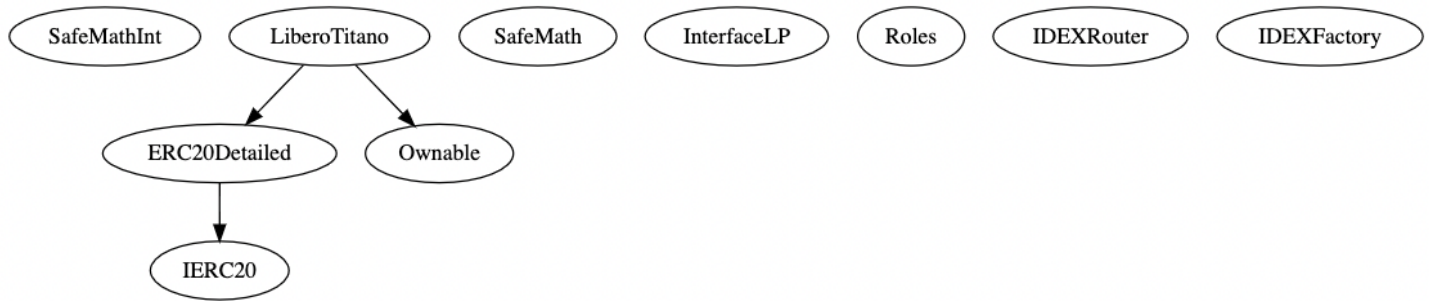 SafeMathInt
LiberoTitano
SafeMath
InterfaceLP
Roles
IDEXRouter
IDEXFactory
ERC20Detailed
Ownable
IERC20